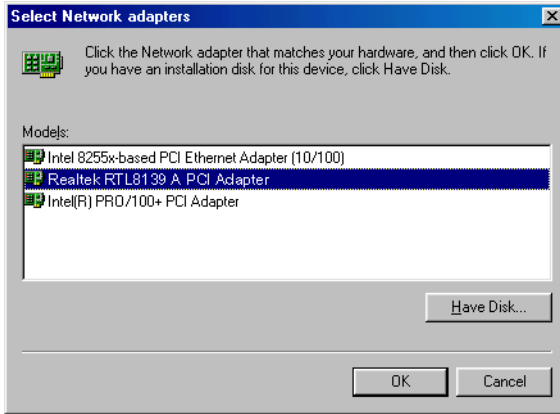 Select Network adapters
Click the Network adapter that matches your hardware, and then click OK. If
you have an installation disk for this device, click Have Disk.
Models:
Intel 8255x-based PCI Ethernet Adapter (10/100)
Realtek RTL8139 A PCI Adapter
Intel(R) PRO/100+ PCI Adapter
Have Disk...
OK
Cancel